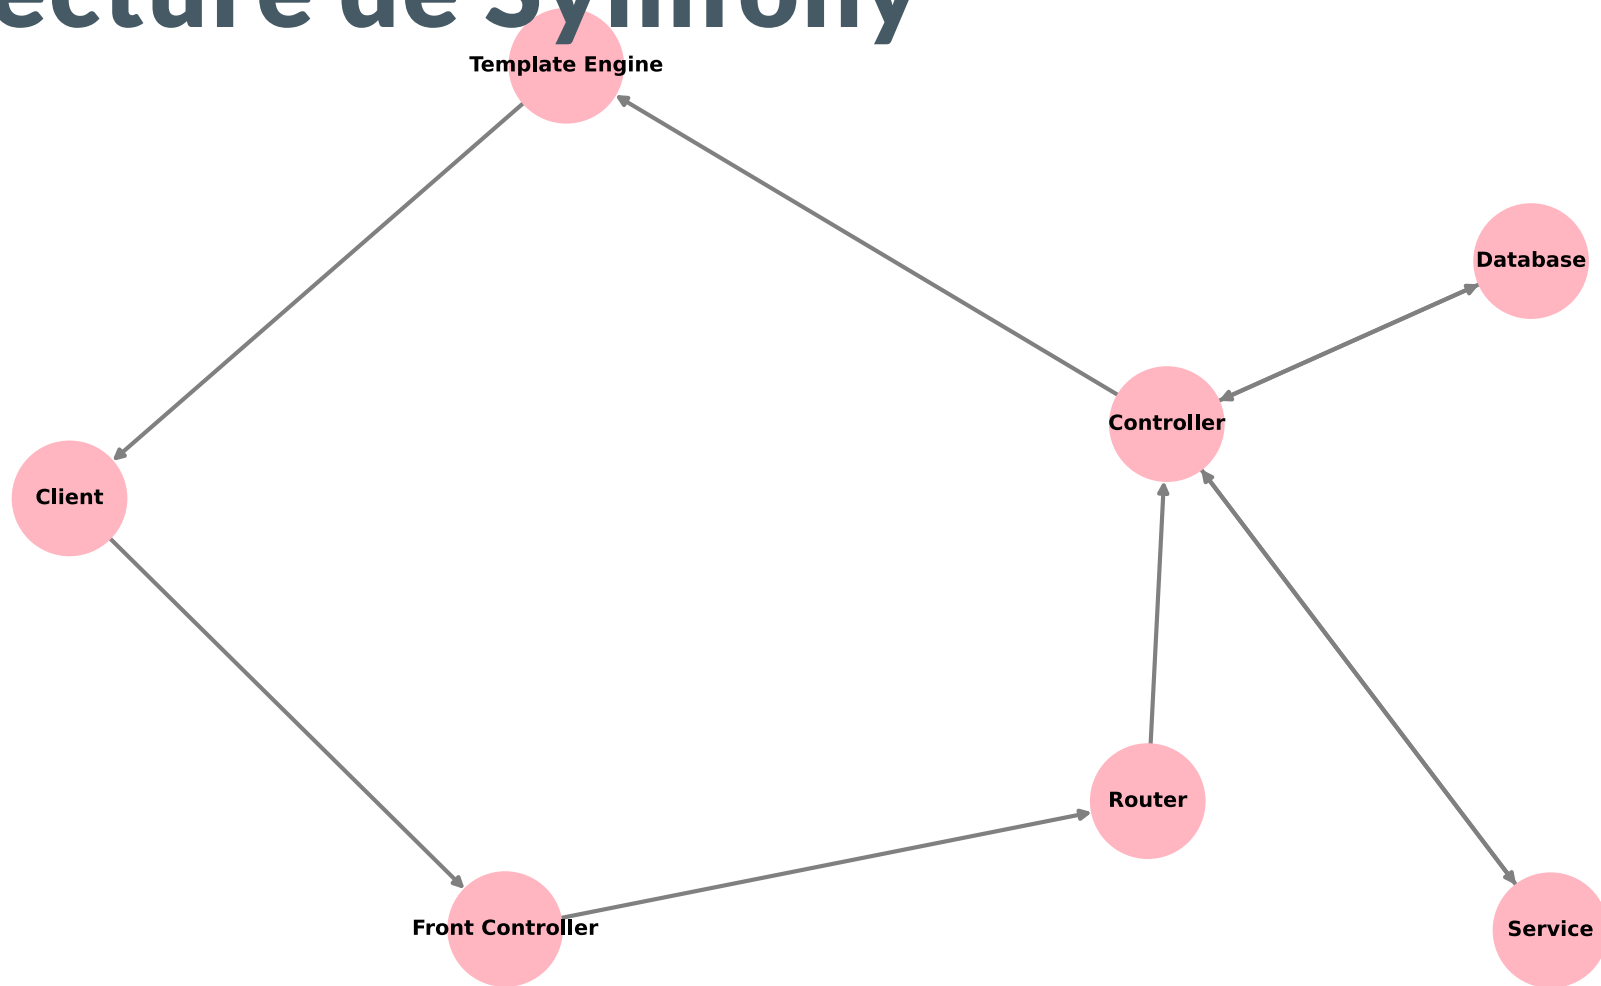 ecture de Symfony
Template Engine
Database
Controller
Client
Router
Front Controller
Service